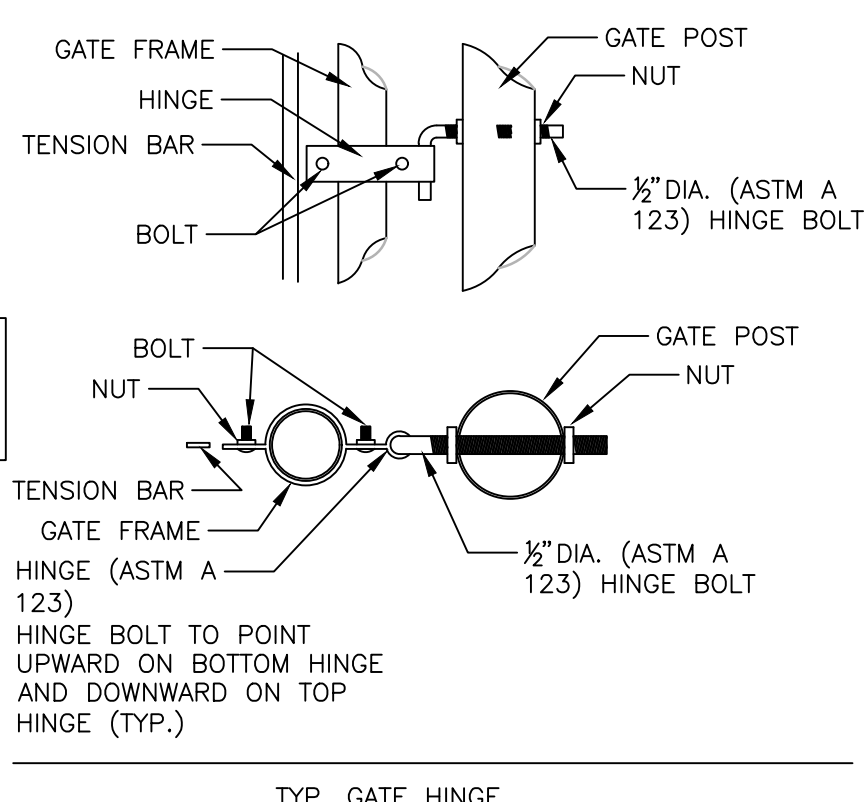 GATE FRAME
GATE POST
NUT
HINGE
TENSION BAR
½" DIA. (ASTM A
123) HINGE BOLT
BOLT
GATE POST
BOLT
NUT
NUT
TENSION BAR
GATE FRAME
½" DIA. (ASTM A
123) HINGE BOLT
HINGE (ASTM A
123)
HINGE BOLT TO POINT
UPWARD ON BOTTOM HINGE
AND DOWNWARD ON TOP
HINGE (TYP.)
TYP. GATE HINGE